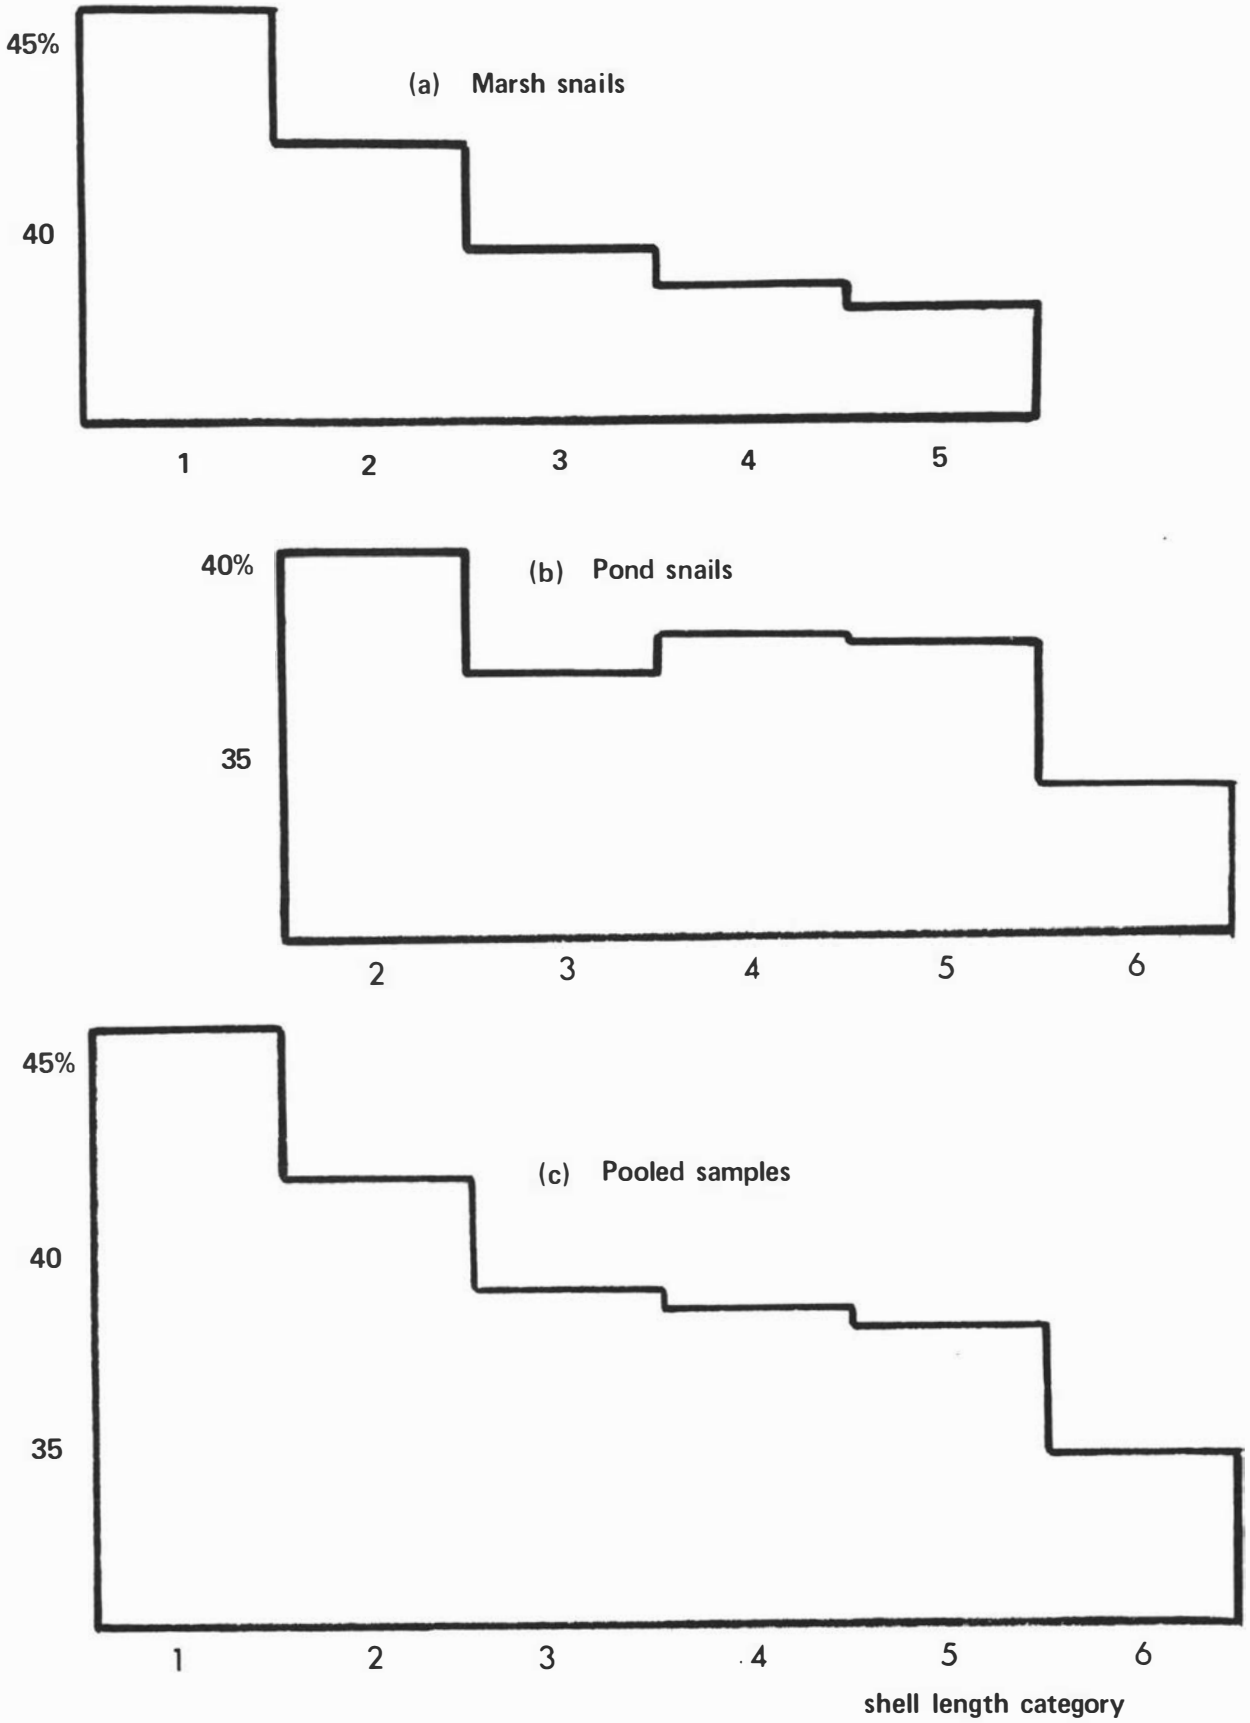 45%
(a) Marsh snails
40
1 2 3 4 5
40% (b) Pond snails
35
2 3 4 5 6
45%
(c) Pooled samples
40
35
1 2 3 4 5 6
shell length category